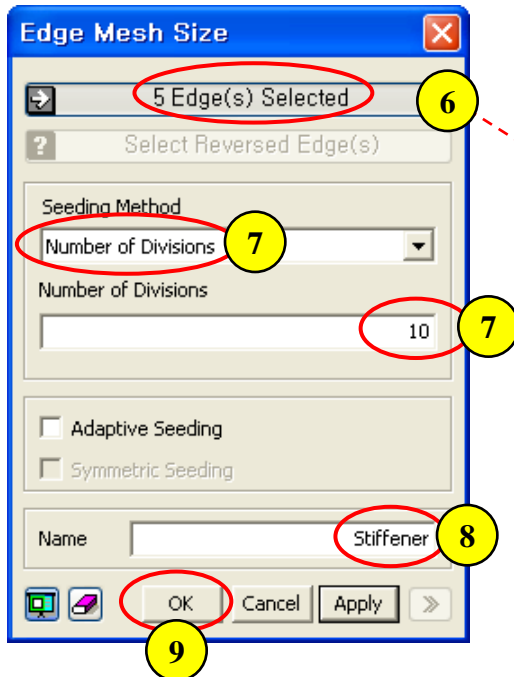 Edge Mesh Size
5 Edge(s) Selected
6
?
Select Reversed Edge(s)
Seeding Method
Number of Divisions
7
Number of Divisions
10
7
Adaptive Seeding
Symmetric Seeding
Name
Stiffener
8
OK
Cancel
Apply
9